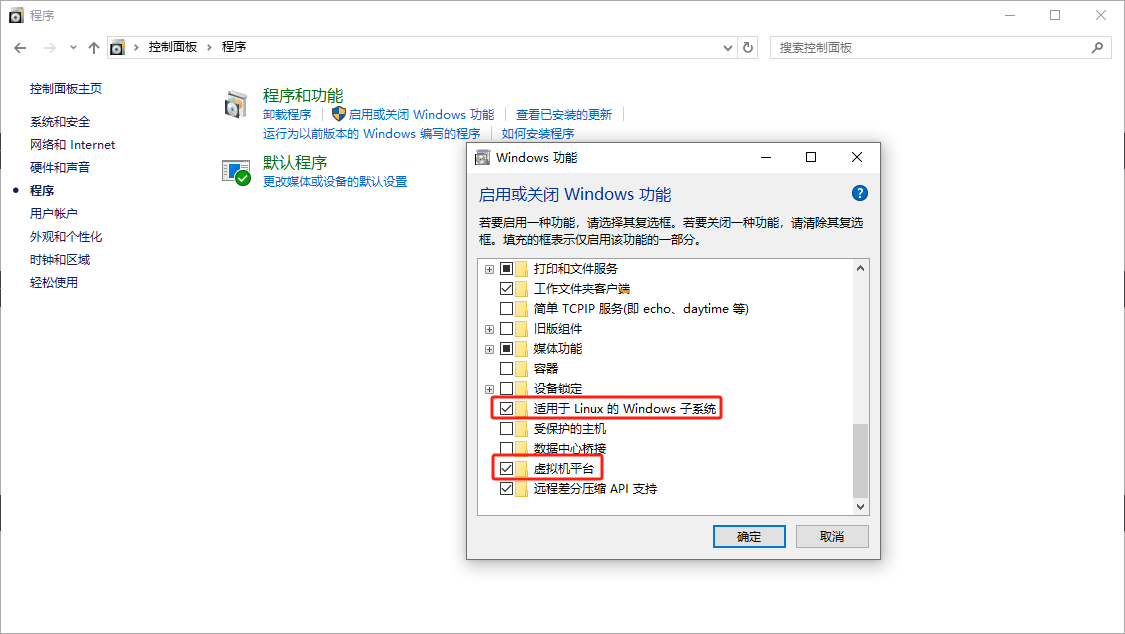 程序
控制面板 › 程序
搜索控制面板
控制面板主页
系统和安全
网络和 Internet
硬件和声音
程序
用户帐户
外观和个性化
时钟和区域
轻松使用
程序和功能
卸载程序
启用或关闭 Windows 功能
查看已安装的更新
运行为以前版本的 Windows 编写的程序
如何安装程序
默认程序
更改媒体或设备的默认设置
Windows 功能
启用或关闭 Windows 功能
若要启用一种功能，请选择其复选框。若要关闭一种功能，请清除其复选
框。填充的框表示仅启用该功能的一部分。
打印和文件服务
工作文件夹客户端
简单 TCPIP 服务(即 echo、daytime 等)
旧版组件
媒体功能
容器
设备锁定
适用于 Linux 的 Windows 子系统
受保护的主机
数据中心桥接
虚拟机平台
远程差分压缩 API 支持
确定
取消